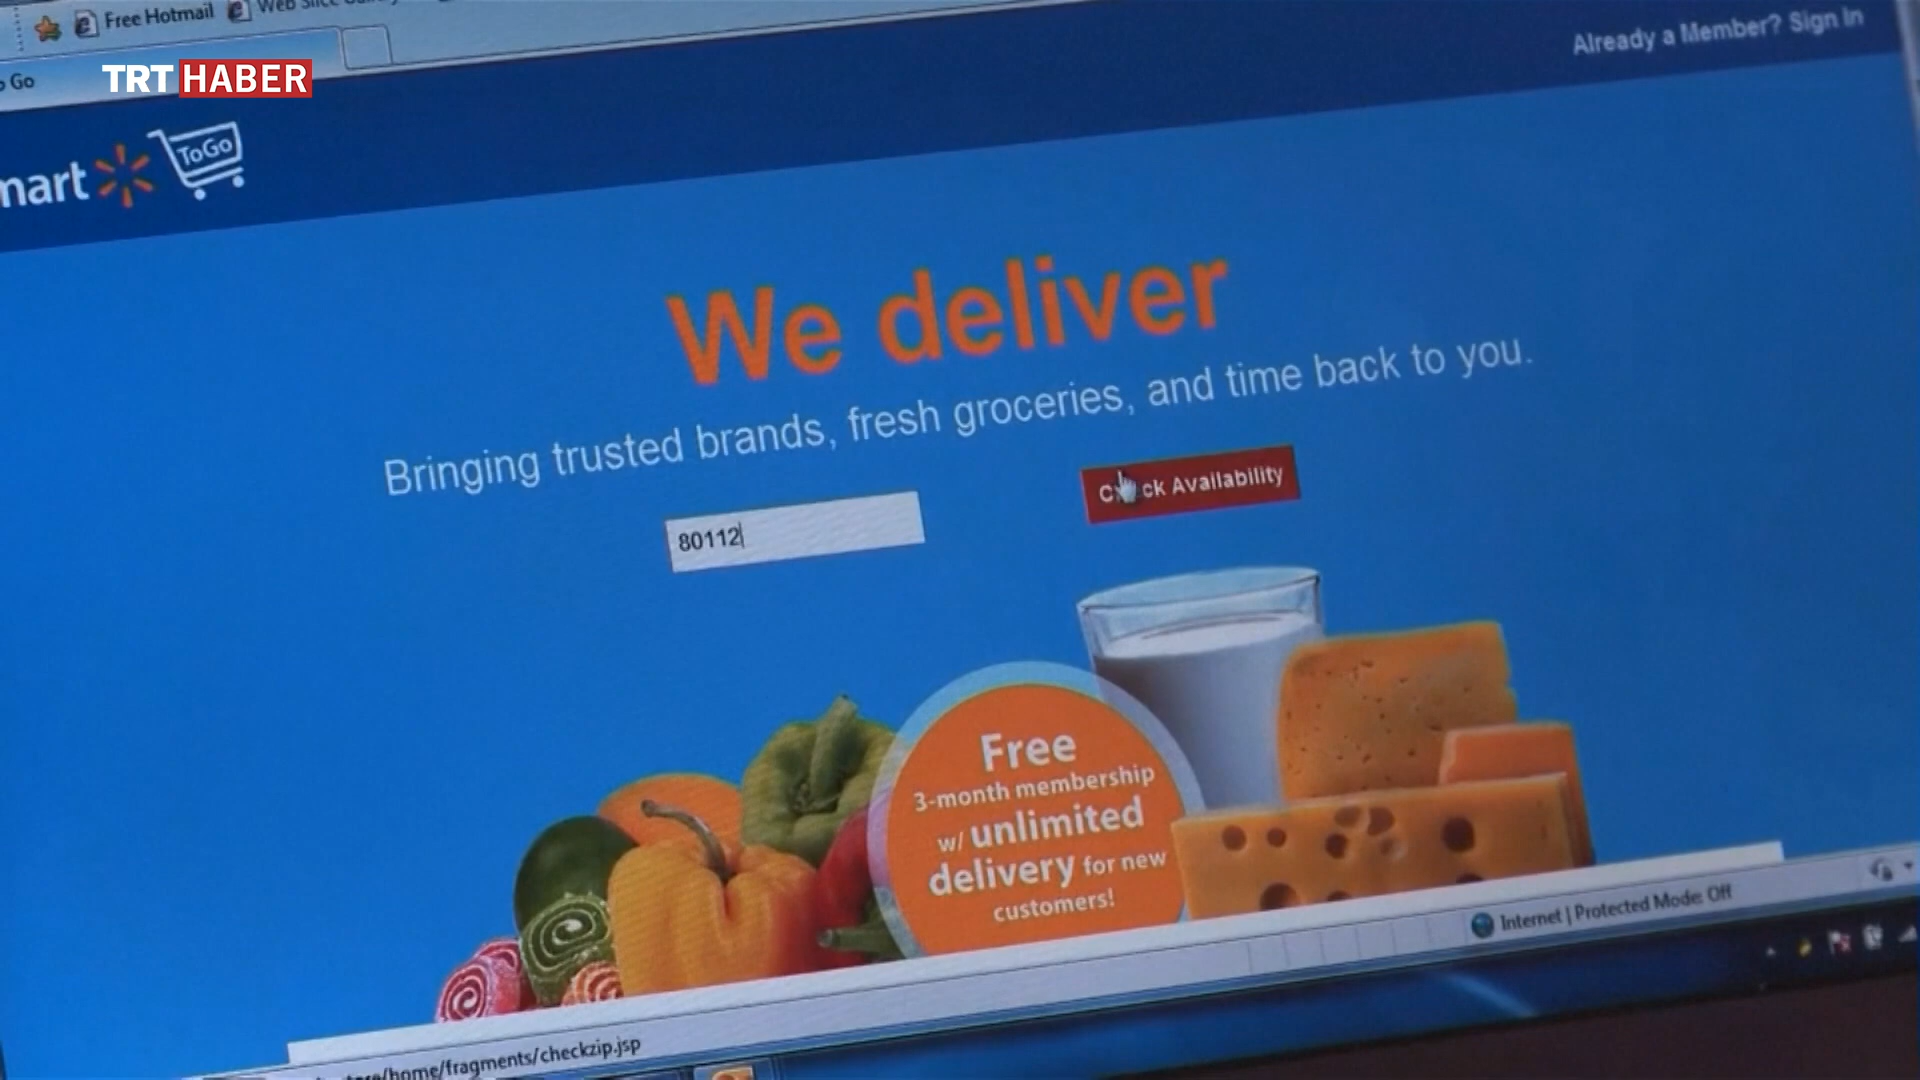 Free Hotmail
Go
TRT HABER
Already a Member? Sign In
mart
ToGo
We deliver
Bringing trusted brands, fresh groceries, and time back to you.
80112
Availability
Free
3-month membership
w/ unlimited
delivery for new
customers!
Internet | Protected Mode: Off
/home/fragments/checkzip.jsp